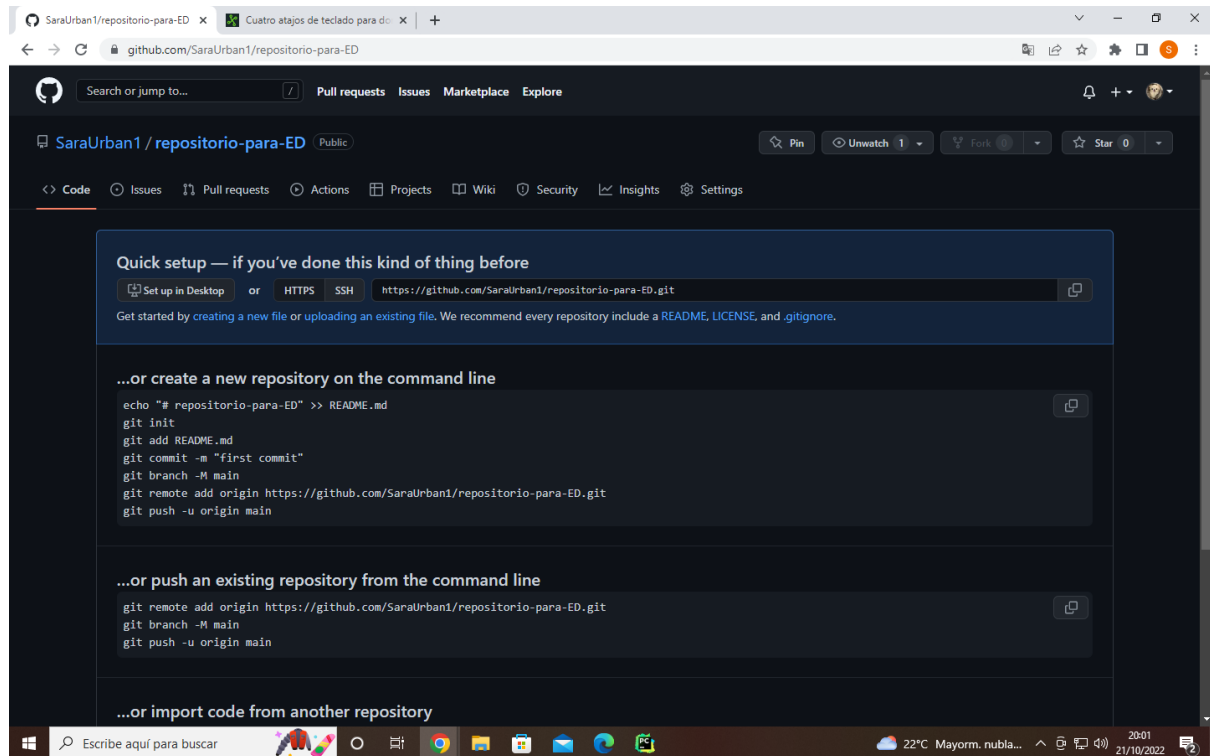 SaraUrban1/repositorio-para-ED
Cuatro atajos de teclado para do
github.com/SaraUrban1/repositorio-para-ED
S
Search or jump to... /
Pull requests Issues Marketplace Explore
SaraUrban1 / repositorio-para-ED Public
Pin
Unwatch 1
Fork 0
Star 0
<> Code Issues Pull requests Actions Projects Wiki Security Insights Settings
Quick setup — if you've done this kind of thing before
Set up in Desktop or HTTPS SSH https://github.com/SaraUrban1/repositorio-para-ED.git
Get started by creating a new file or uploading an existing file. We recommend every repository include a README, LICENSE, and .gitignore.
...or create a new repository on the command line
echo "# repositorio-para-ED" >> README.md
git init
git add README.md
git commit -m "first commit"
git branch -M main
git remote add origin https://github.com/SaraUrban1/repositorio-para-ED.git
git push -u origin main
...or push an existing repository from the command line
git remote add origin https://github.com/SaraUrban1/repositorio-para-ED.git
git branch -M main
git push -u origin main
...or import code from another repository
Escribe aquí para buscar
PC
22°C Mayorm. nubla...
20:01
21/10/2022
2